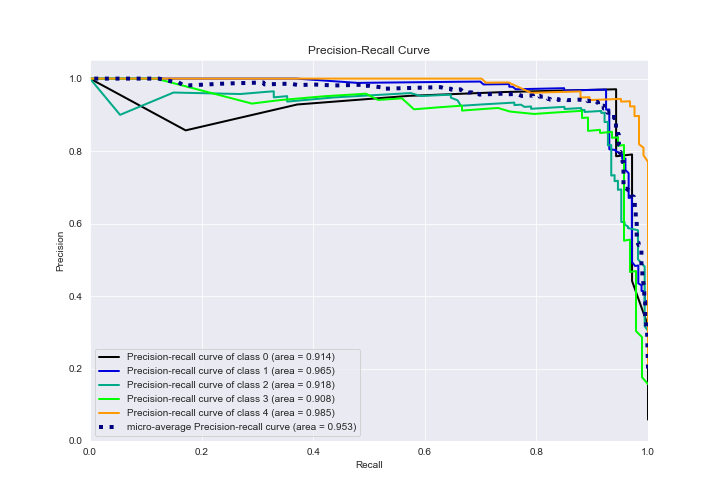 Precision-Recall Curve
1.0
0.8
0.6
0.4
0.2
0.0
Precision
Precision-recall curve of class 0 (area = 0.914)
Precision-recall curve of class 1 (area = 0.965)
Precision-recall curve of class 2 (area = 0.918)
Precision-recall curve of class 3 (area = 0.908)
Precision-recall curve of class 4 (area = 0.985)
micro-average Precision-recall curve (area = 0.953)
0.0 0.2 0.4 0.6 0.8 1.0
Recall